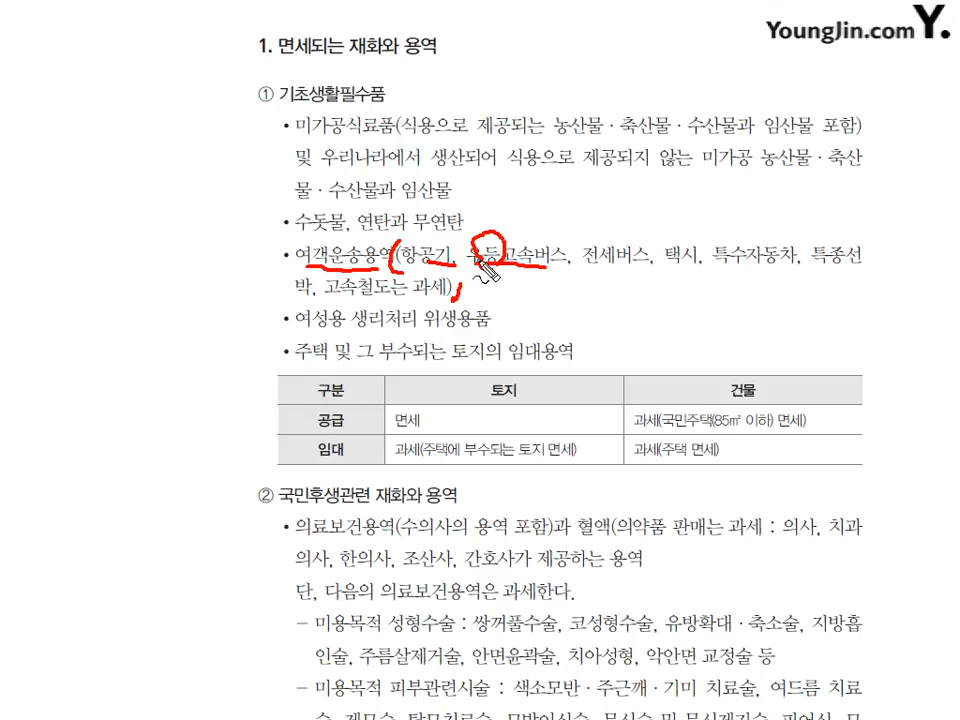 YoungJin.com Y.
1. 면세되는 재화와 용역
① 기초생활필수품
• 미가공식료품(식용으로 제공되는 농산물·축산물·수산물과 임산물 포함)
및 우리나라에서 생산되어 식용으로 제공되지 않는 미가공 농산물·축산
물·수산물과 임산물
• 수돗물, 연탄과 무연탄
• 여객운송용역(항공기, 우등고속버스, 전세버스, 택시, 특수자동차, 특종선
박, 고속철도는 과세)
• 여성용 생리처리 위생용품
• 주택 및 그 부수되는 토지의 임대용역
구분 토지 건물
공급 면세 과세(국민주택(85㎡ 이하) 면세)
임대 과세(주택에 부수되는 토지 면세) 과세(주택 면세)
② 국민후생관련 재화와 용역
• 의료보건용역(수의사의 용역 포함)과 혈액(의약품 판매는 과세 : 의사, 치과
의사, 한의사, 조산사, 간호사가 제공하는 용역
단, 다음의 의료보건용역은 과세한다.
– 미용목적 성형수술 : 쌍꺼풀수술, 코성형수술, 유방확대·축소술, 지방흡
인술, 주름살제거술, 안면윤곽술, 치아성형, 악안면 교정술 등
– 미용목적 피부관련시술 : 색소모반·주근깨·기미 치료술, 여드름 치료